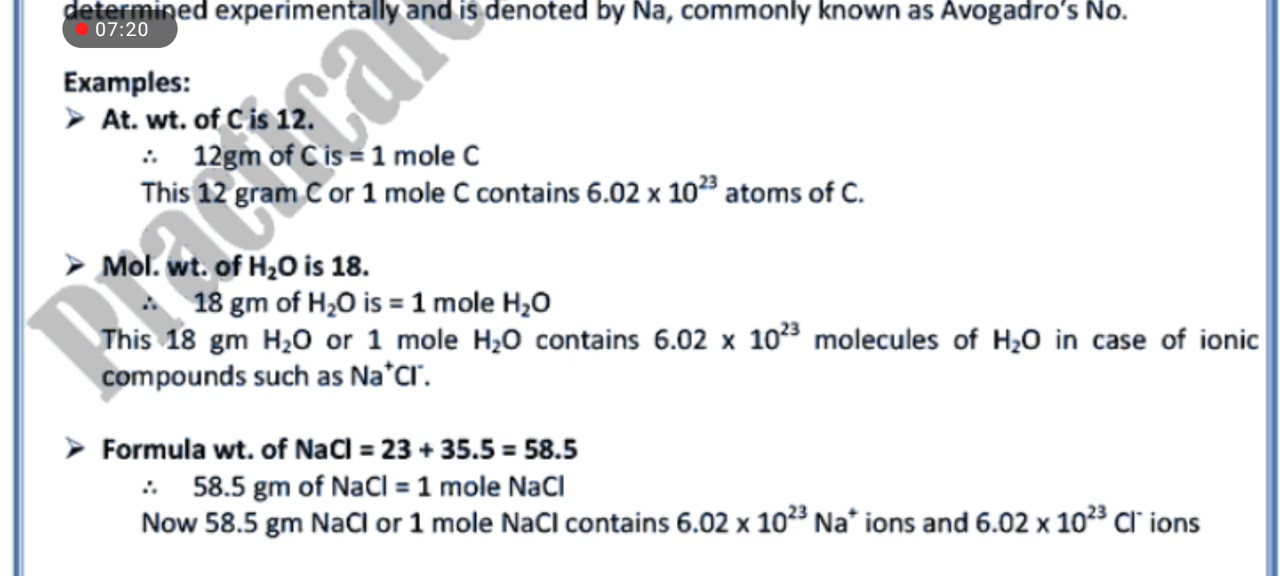 determined experimentally and is denoted by Na, commonly known as Avogadro's No.
07:20
Examples:
➢ At. wt. of C is 12.
∴ 12gm of C is = 1 mole C
This 12 gram C or 1 mole C contains 6.02 x 10²³ atoms of C.
➢ Mol. wt. of H₂O is 18.
∴ 18 gm of H₂O is = 1 mole H₂O
This 18 gm H₂O or 1 mole H₂O contains 6.02 x 10²³ molecules of H₂O in case of ionic
compounds such as Na⁺Cl⁻.
➢ Formula wt. of NaCl = 23 + 35.5 = 58.5
∴ 58.5 gm of NaCl = 1 mole NaCl
Now 58.5 gm NaCl or 1 mole NaCl contains 6.02 x 10²³ Na⁺ ions and 6.02 x 10²³ Cl⁻ ions